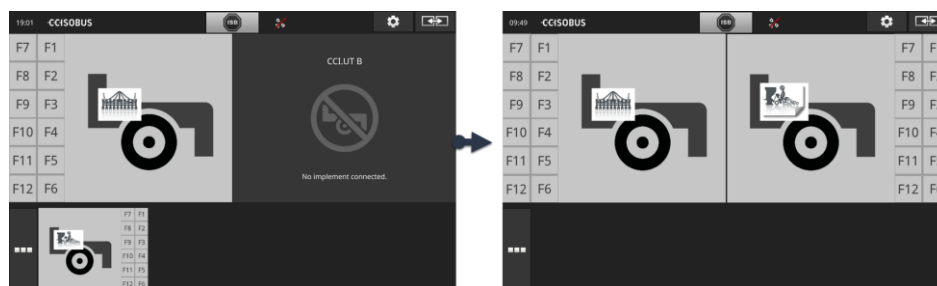 19:01 CCISOBUS ISB
F7 F1
F8 F2
F9 F3
F10 F4
F11 F5
F12 F6
CCI.UT B
No implement connected.
F7 F1
F8 F2
F9 F3
F10 F4
F11 F5
F12 F6
09:49 CCISOBUS ISB
F7 F1
F8 F2
F9 F3
F10 F4
F11 F5
F12 F6
F7
F8
F9
F10
F11
F12